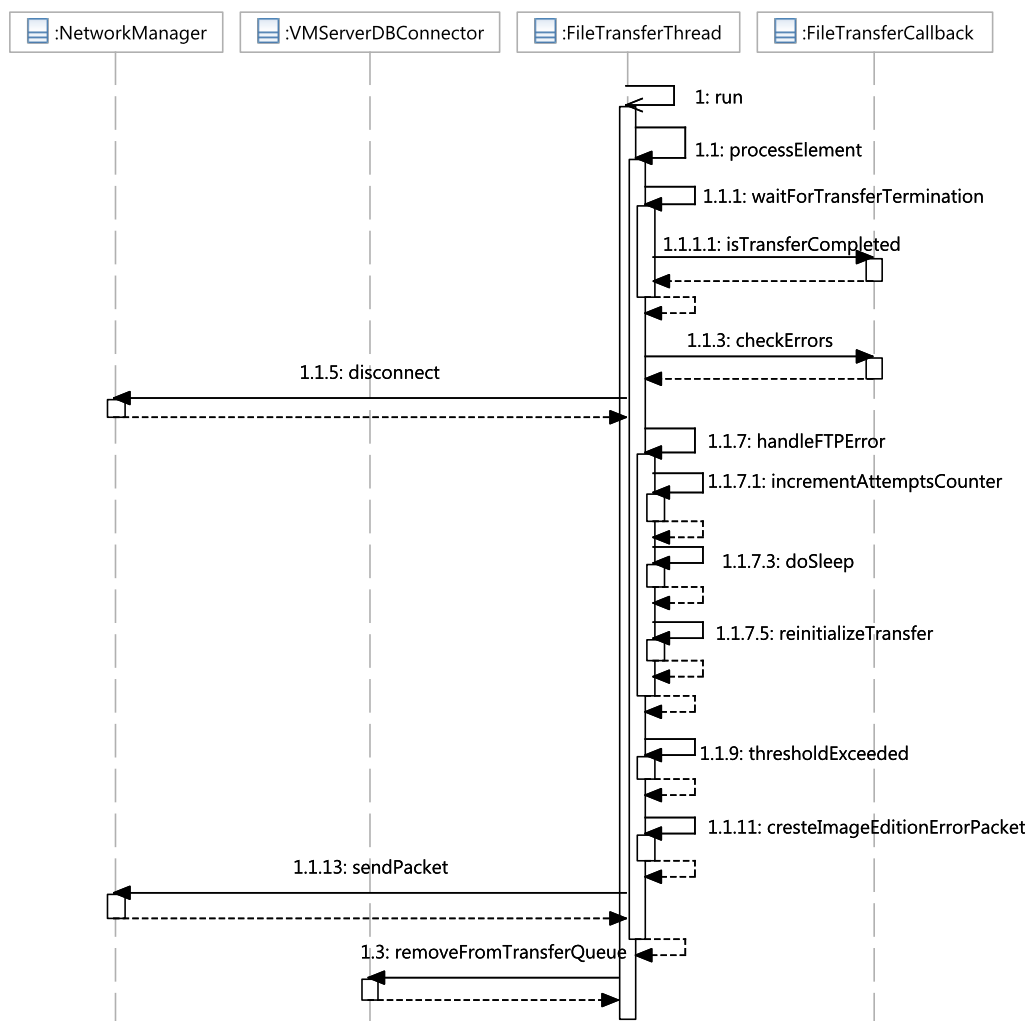 :NetworkManager
:VMServerDBConnector
:FileTransferThread
:FileTransferCallback
1: run
1.1: processElement
1.1.1: waitForTransferTermination
1.1.1.1: isTransferCompleted
1.1.3: checkErrors
1.1.5: disconnect
1.1.7: handleFTPError
1.1.7.1: incrementAttemptsCounter
1.1.7.3: doSleep
1.1.7.5: reinitializeTransfer
1.1.9: thresholdExceeded
1.1.11: cresteImageEditionErrorPacket
1.1.13: sendPacket
1.3: removeFromTransferQueue